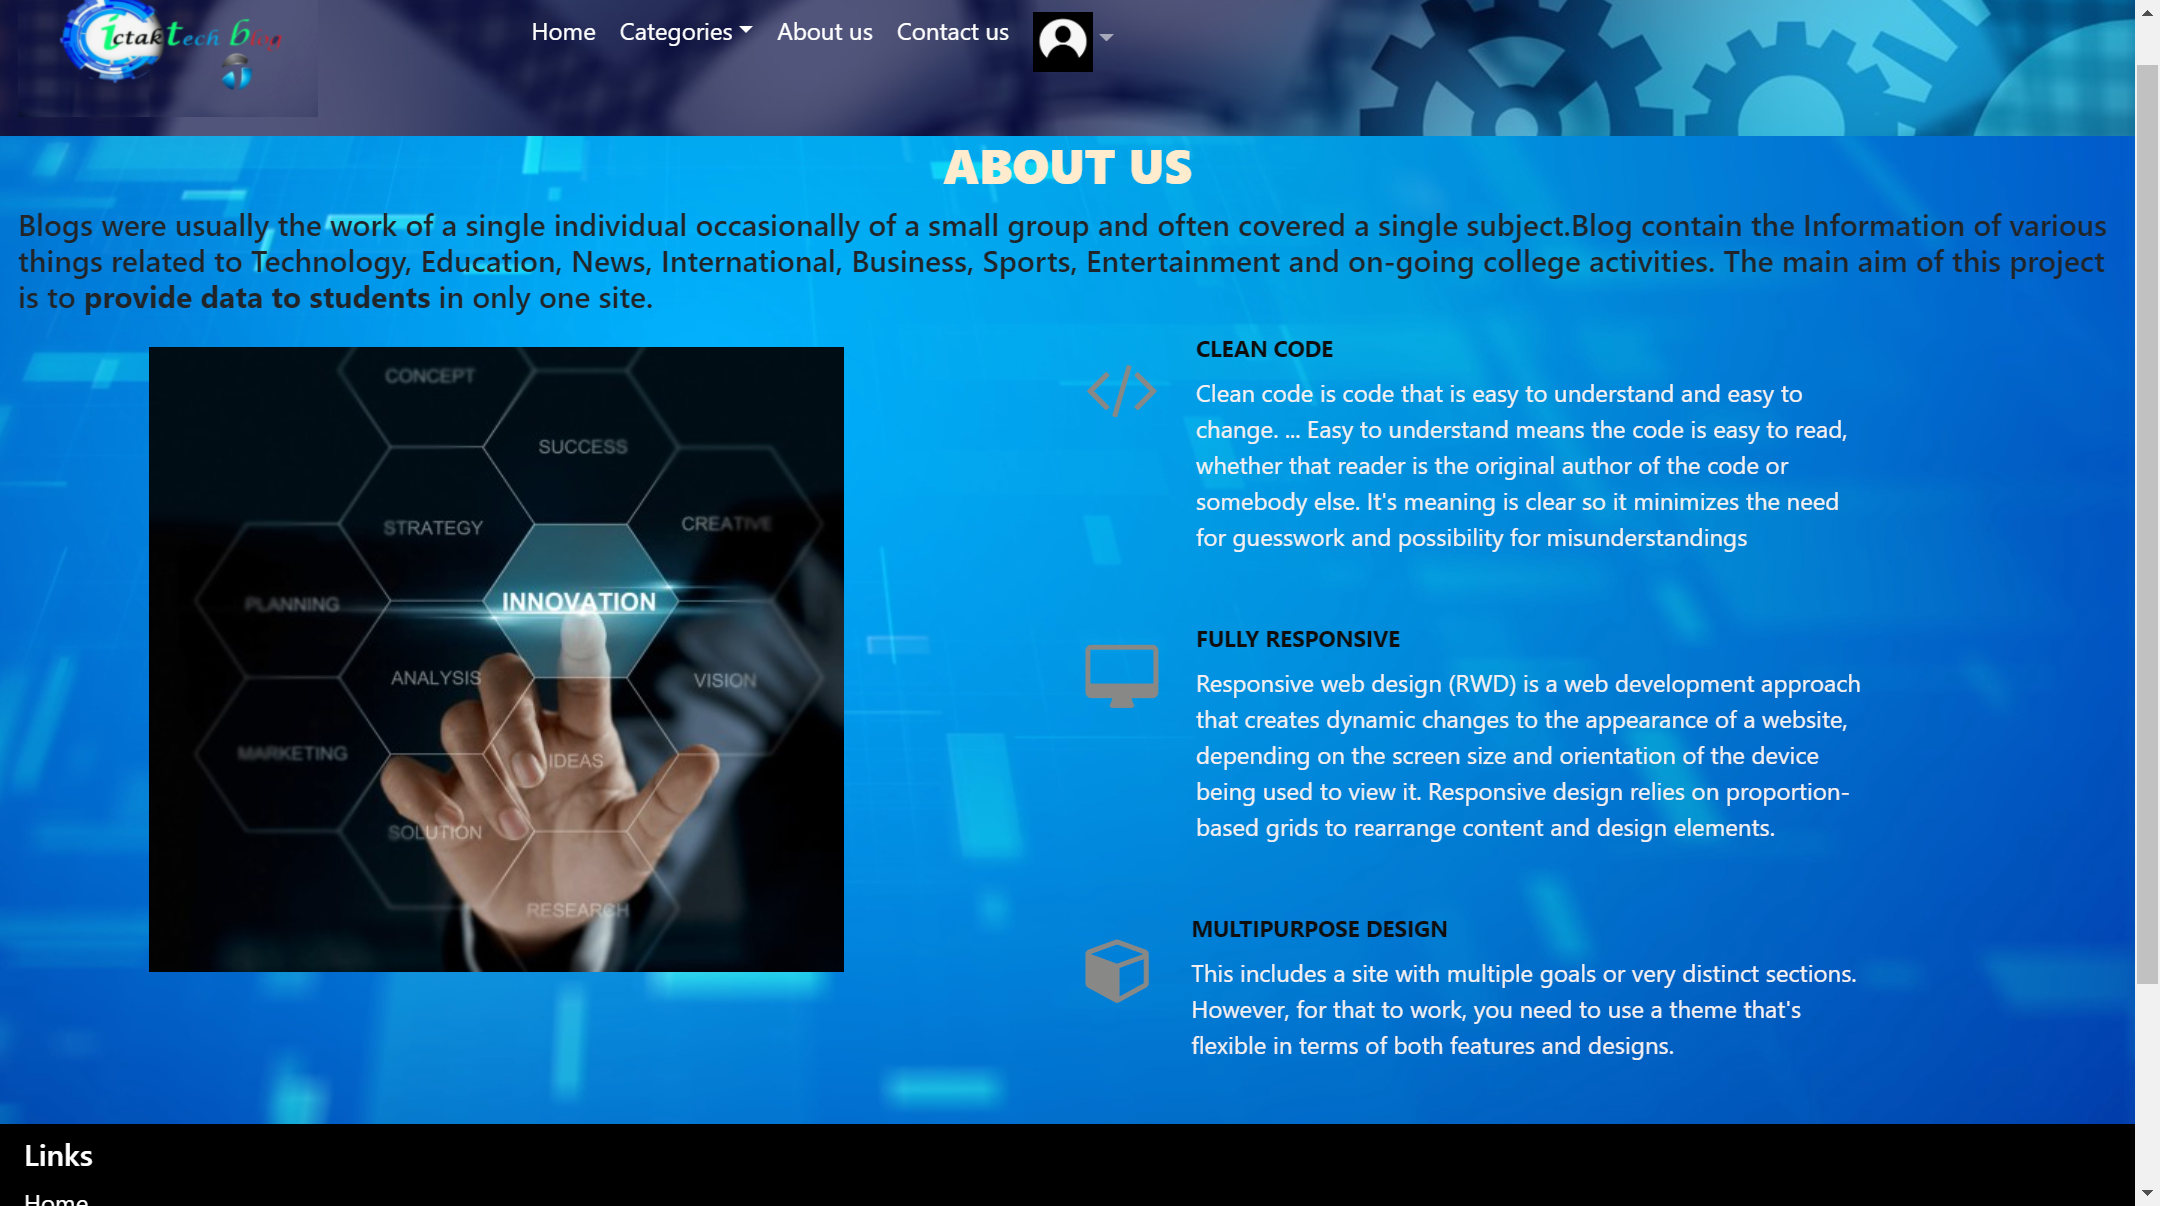 ictak tech blog
Home Categories About us Contact us
ABOUT US
Blogs were usually the work of a single individual occasionally of a small group and often covered a single subject.Blog contain the Information of various
things related to Technology, Education, News, International, Business, Sports, Entertainment and on-going college activities. The main aim of this project
is to provide data to students in only one site.
CONCEPT
SUCCESS
STRATEGY
CREATIVE
PLANNING
INNOVATION
ANALYSIS
VISION
MARKETING
IDEAS
SOLUTION
RESEARCH
CLEAN CODE
Clean code is code that is easy to understand and easy to
change. ... Easy to understand means the code is easy to read,
whether that reader is the original author of the code or
somebody else. It's meaning is clear so it minimizes the need
for guesswork and possibility for misunderstandings
FULLY RESPONSIVE
Responsive web design (RWD) is a web development approach
that creates dynamic changes to the appearance of a website,
depending on the screen size and orientation of the device
being used to view it. Responsive design relies on proportion-
based grids to rearrange content and design elements.
MULTIPURPOSE DESIGN
This includes a site with multiple goals or very distinct sections.
However, for that to work, you need to use a theme that's
flexible in terms of both features and designs.
Links
Home